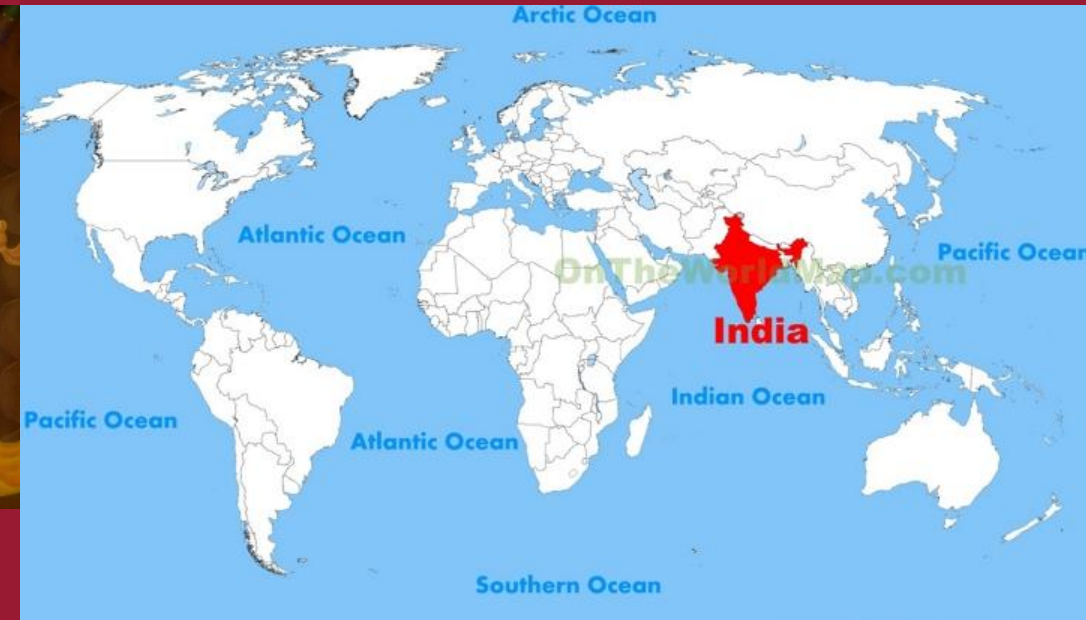 Arctic Ocean
Atlantic Ocean
Pacific Ocean
OnTheWorldMap.com
India
Indian Ocean
Pacific Ocean
Atlantic Ocean
Southern Ocean